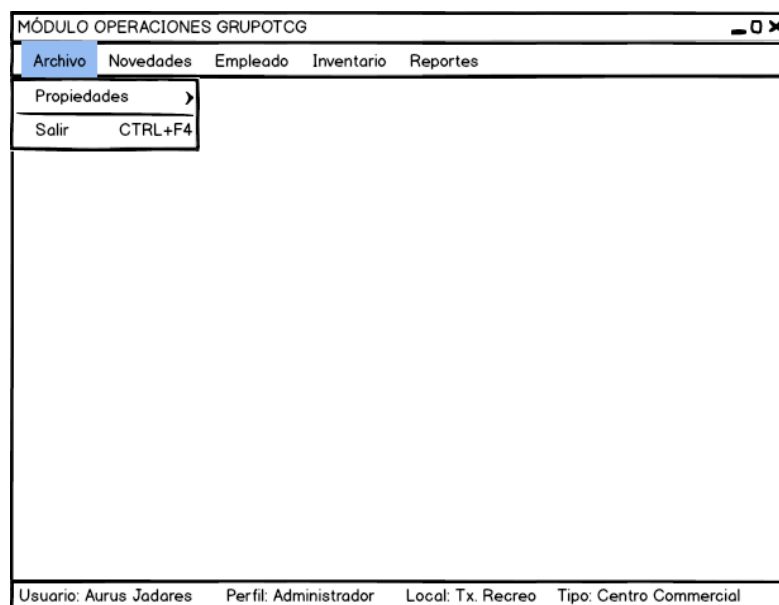 MÓDULO OPERACIONES GRUPOTCG
Archivo Novedades Empleado Inventario Reportes
Propiedades
Salir CTRL+F4
Usuario: Aurus Jadares Perfil: Administrador Local: Tx. Recreo Tipo: Centro Commercial